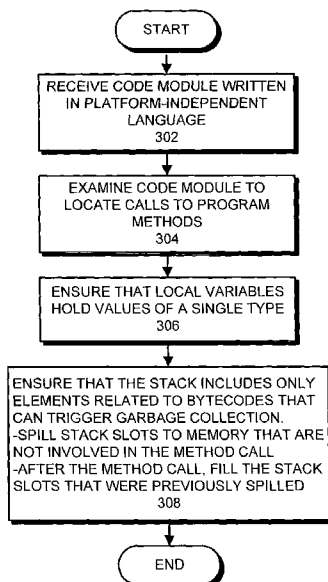 START
RECEIVE CODE MODULE WRITTEN
IN PLATFORM-INDEPENDENT
LANGUAGE
302
EXAMINE CODE MODULE TO
LOCATE CALLS TO PROGRAM
METHODS
304
ENSURE THAT LOCAL VARIABLES
HOLD VALUES OF A SINGLE TYPE
306
ENSURE THAT THE STACK INCLUDES ONLY
ELEMENTS RELATED TO BYTECODES THAT
CAN TRIGGER GARBAGE COLLECTION.
-SPILL STACK SLOTS TO MEMORY THAT ARE
NOT INVOLVED IN THE METHOD CALL
-AFTER THE METHOD CALL, FILL THE STACK
SLOTS THAT WERE PREVIOUSLY SPILLED
308
END